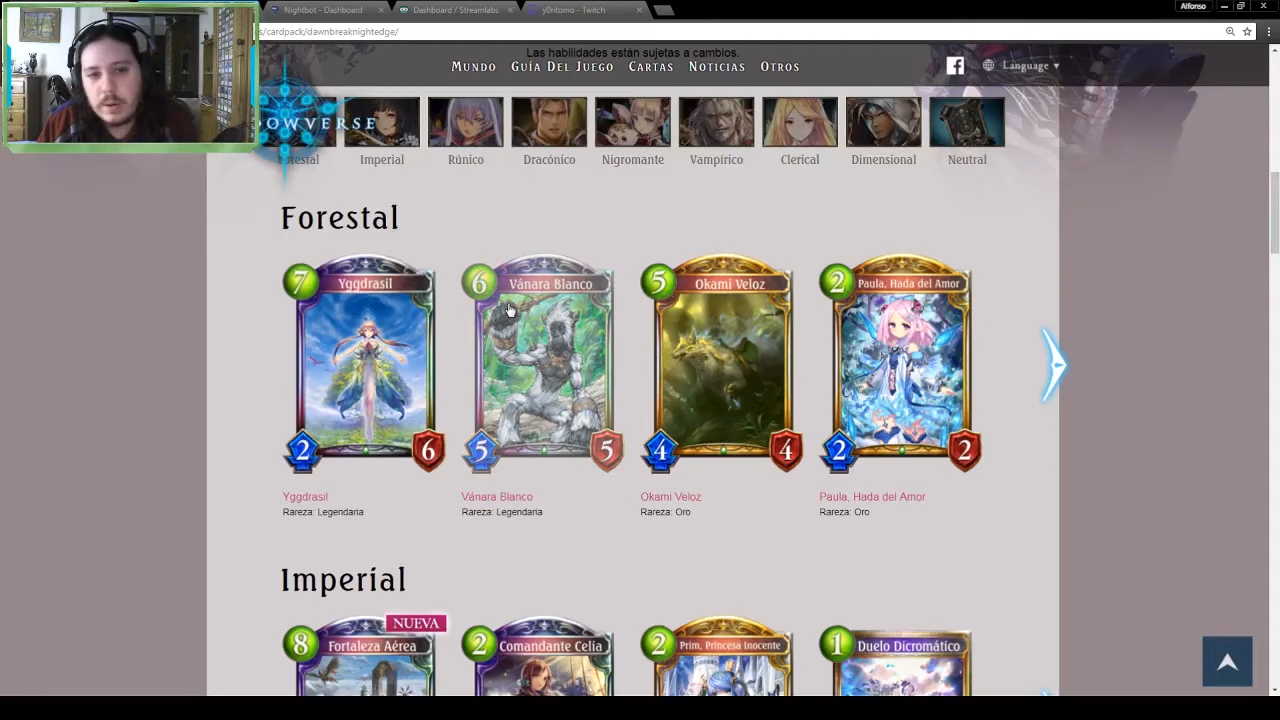 Nightbot - Dashboard
Dashboard / Streamlabs
y0ritomo - Twitch
Alfonso
s/cardpack/dawnbreaknightedge/
Las habilidades están sujetas a cambios.
Mundo Guía Del Juego Cartas Noticias Otros
Language
OWVERSE
Forestal Imperial Rúnico Dracónico Nigromante Vampírico Clerical Dimensional Neutral
Forestal
7 Yggdrasil 2 6
6 Vánara Blanco 5 5
5 Okami Veloz 4 4
2 Paula, Hada del Amor 2 2
Yggdrasil
Rareza: Legendaria
Vánara Blanco
Rareza: Legendaria
Okami Veloz
Rareza: Oro
Paula, Hada del Amor
Rareza: Oro
Imperial
NUEVA
8 Fortaleza Aérea
2 Comandante Celia
2 Prim, Princesa Inocente
1 Duelo Dicromático